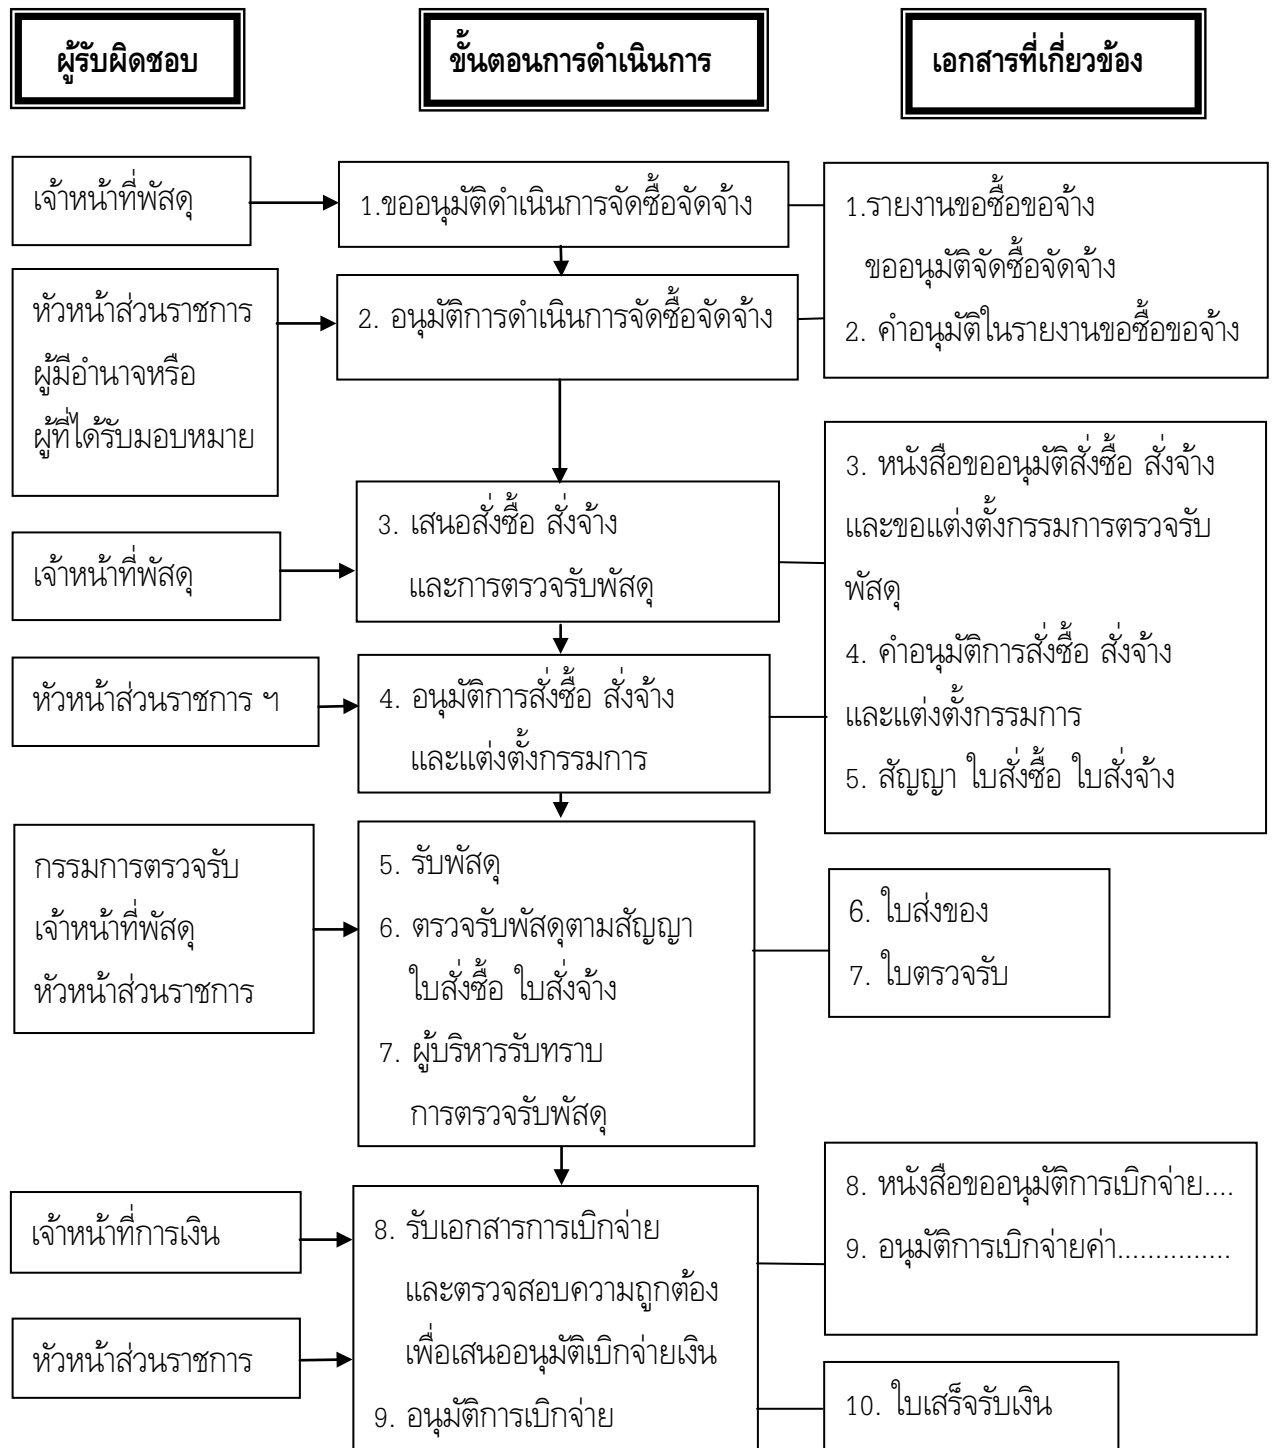 ผู้รับผิดชอบ
ขั้นตอนการดำเนินการ
เอกสารที่เกี่ยวข้อง
เจ้าหน้าที่พัสดุ
1.ขออนุมัติดำเนินการจัดซื้อจัดจ้าง
1.รายงานขอซื้อขอจ้าง
ขออนุมัติจัดซื้อจัดจ้าง
2. คำอนุมัติในรายงานขอซื้อขอจ้าง
หัวหน้าส่วนราชการ
ผู้มีอำนาจหรือ
ผู้ที่ได้รับมอบหมาย
2. อนุมัติการดำเนินการจัดซื้อจัดจ้าง
เจ้าหน้าที่พัสดุ
3. เสนอสั่งซื้อ สั่งจ้าง
และการตรวจรับพัสดุ
3. หนังสือขออนุมัติสั่งซื้อ สั่งจ้าง
และขอแต่งตั้งกรรมการตรวจรับ
พัสดุ
4. คำอนุมัติการสั่งซื้อ สั่งจ้าง
และแต่งตั้งกรรมการ
5. สัญญา ใบสั่งซื้อ ใบสั่งจ้าง
หัวหน้าส่วนราชการ ฯ
4. อนุมัติการสั่งซื้อ สั่งจ้าง
และแต่งตั้งกรรมการ
กรรมการตรวจรับ
เจ้าหน้าที่พัสดุ
หัวหน้าส่วนราชการ
5. รับพัสดุ
6. ตรวจรับพัสดุตามสัญญา
ใบสั่งซื้อ ใบสั่งจ้าง
7. ผู้บริหารรับทราบ
การตรวจรับพัสดุ
6. ใบส่งของ
7. ใบตรวจรับ
เจ้าหน้าที่การเงิน
หัวหน้าส่วนราชการ
8. รับเอกสารการเบิกจ่าย
และตรวจสอบความถูกต้อง
เพื่อเสนออนุมัติเบิกจ่ายเงิน
9. อนุมัติการเบิกจ่าย
8. หนังสือขออนุมัติการเบิกจ่าย....
9. อนุมัติการเบิกจ่ายค่า...............
10. ใบเสร็จรับเงิน